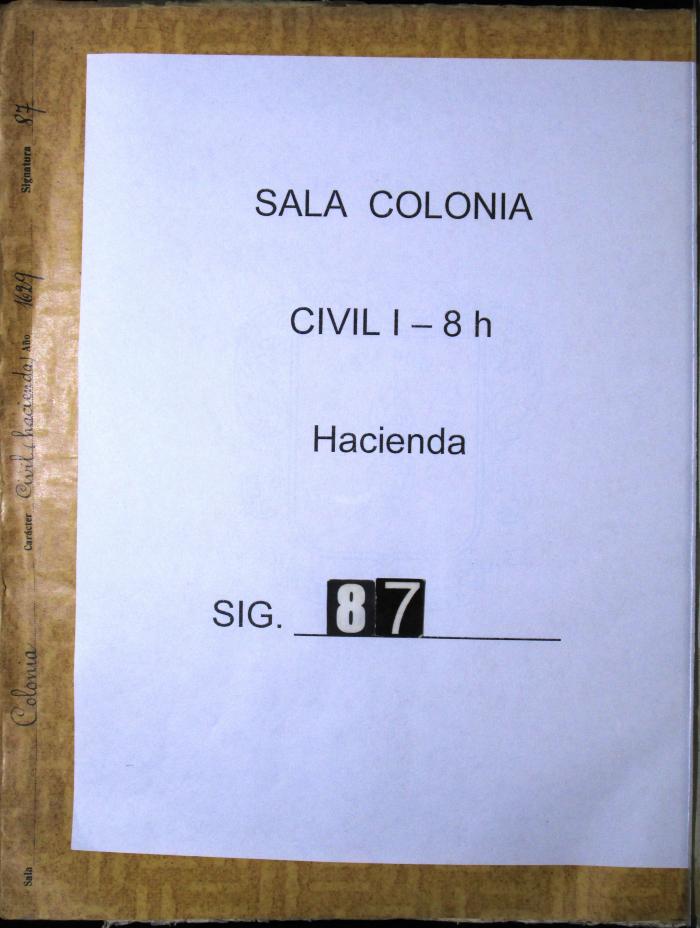 SALA COLONIA
CIVIL I – 8 h
Hacienda
SIG. 87
Sala Colonia Carácter Civil (hacienda) Año 1629 Signatura 87